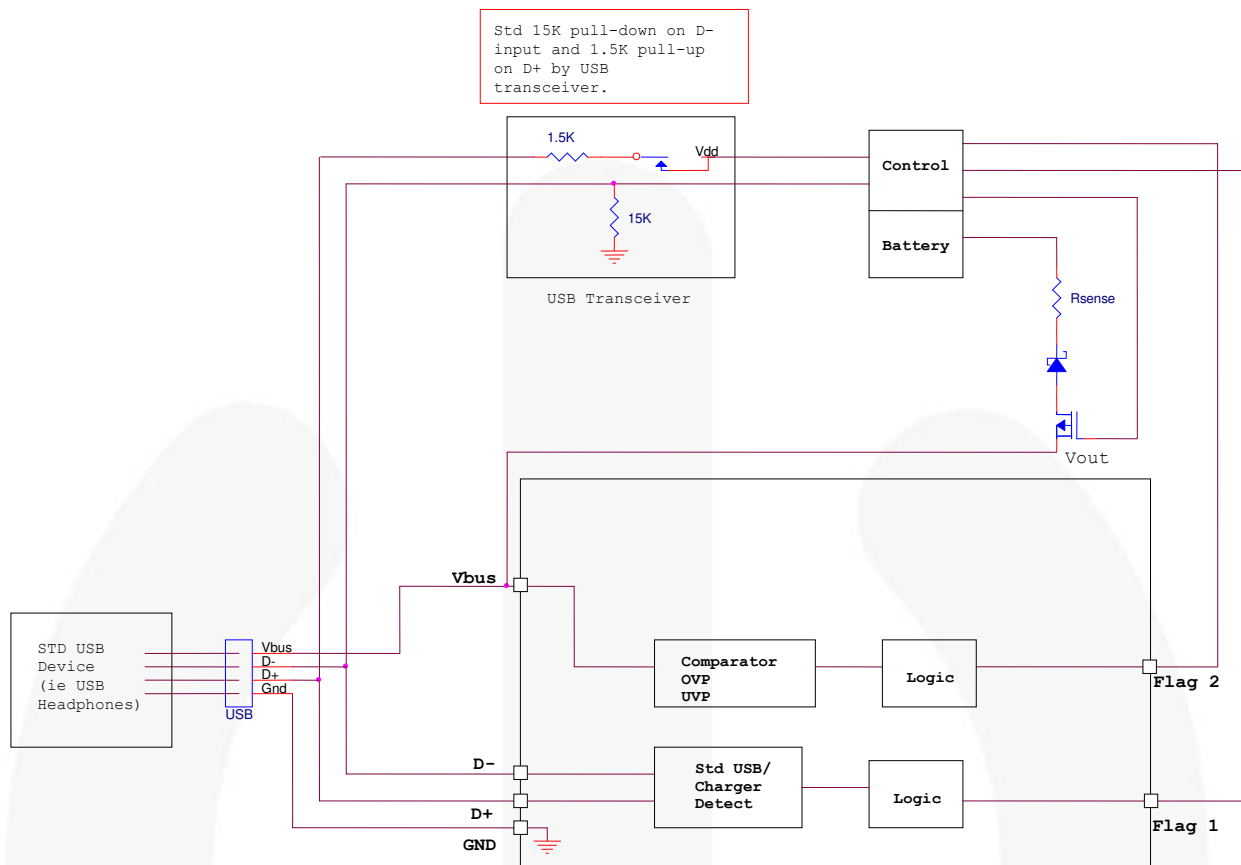 Std 15K pull-down on D-
input and 1.5K pull-up
on D+ by USB
transceiver.
1.5K
Vdd
15K
USB Transceiver
Control
Battery
Rsense
Vout
Vbus
STD USB
Device
(ie USB
Headphones)
Vbus
D-
D+
Gnd
USB
Comparator
OVP
UVP
Logic
Flag 2
D-
D+
GND
Std USB/
Charger
Detect
Logic
Flag 1